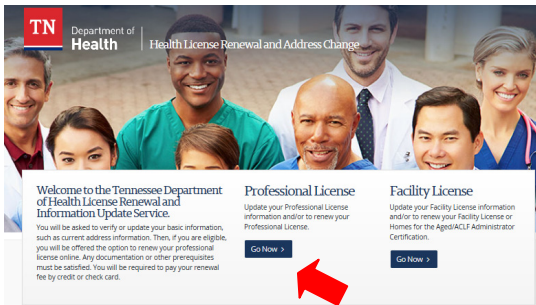 TN
Department of
Health
Health License Renewal and Address Change
Welcome to the Tennessee Department
of Health License Renewal and
Information Update Service.
You will be asked to verify or update your basic information,
such as current address information. Then, if you are eligible,
you will be offered the option to renew your professional
license online. Any documentation or other prerequisites
must be satisfied. You will be required to pay your renewal
fee by credit or check card.
Professional License
Update your Professional License
information and/or to renew your
Professional License.
Go Now >
Facility License
Update your Facility License information
and/or to renew your Facility License or
Homes for the Aged/ACLF Administrator
Certification.
Go Now >